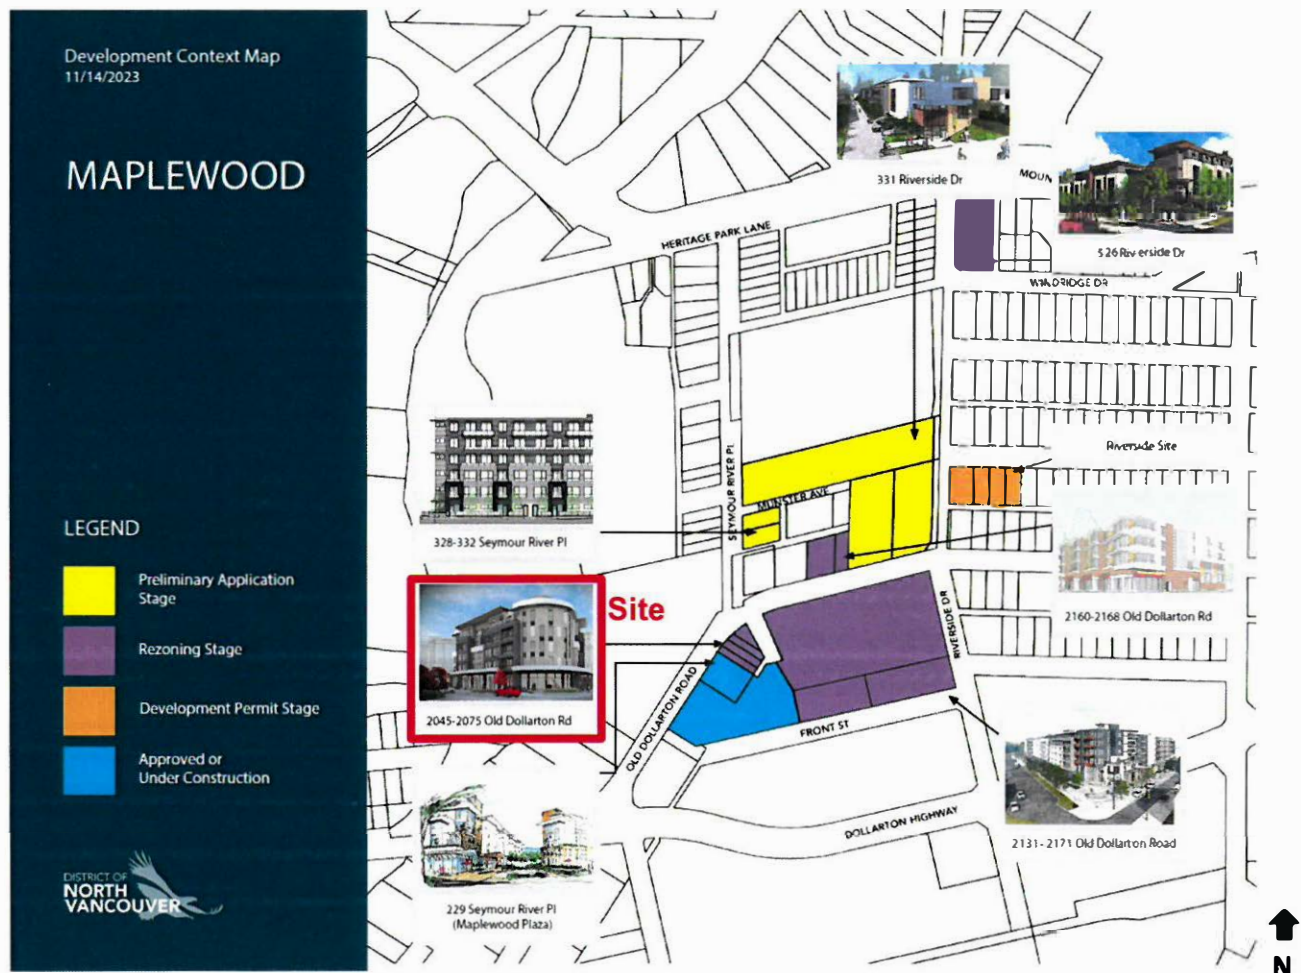 Development Context Map
11/14/2023
MAPLEWOOD
LEGEND
Preliminary Application
Stage
Rezoning Stage
Development Permit Stage
Approved or
Under Construction
DISTRICT OF
NORTH
VANCOUVER
331 Riverside Dr
MOUN
526 Riverside Dr
HERITAGE PARK LANE
WINDRIDGE DR
328-332 Seymour River Pl
SEYMOUR RIVER PL
MUNSTER AVE
Riverside Site
2160-2168 Old Dollarton Rd
Site
2045-2075 Old Dollarton Rd
OLD DOLLARTON ROAD
RIVERSIDE DR
FRONT ST
DOLLARTON HIGHWAY
2131- 2171 Old Dollarton Road
229 Seymour River Pl
(Maplewood Plaza)
N